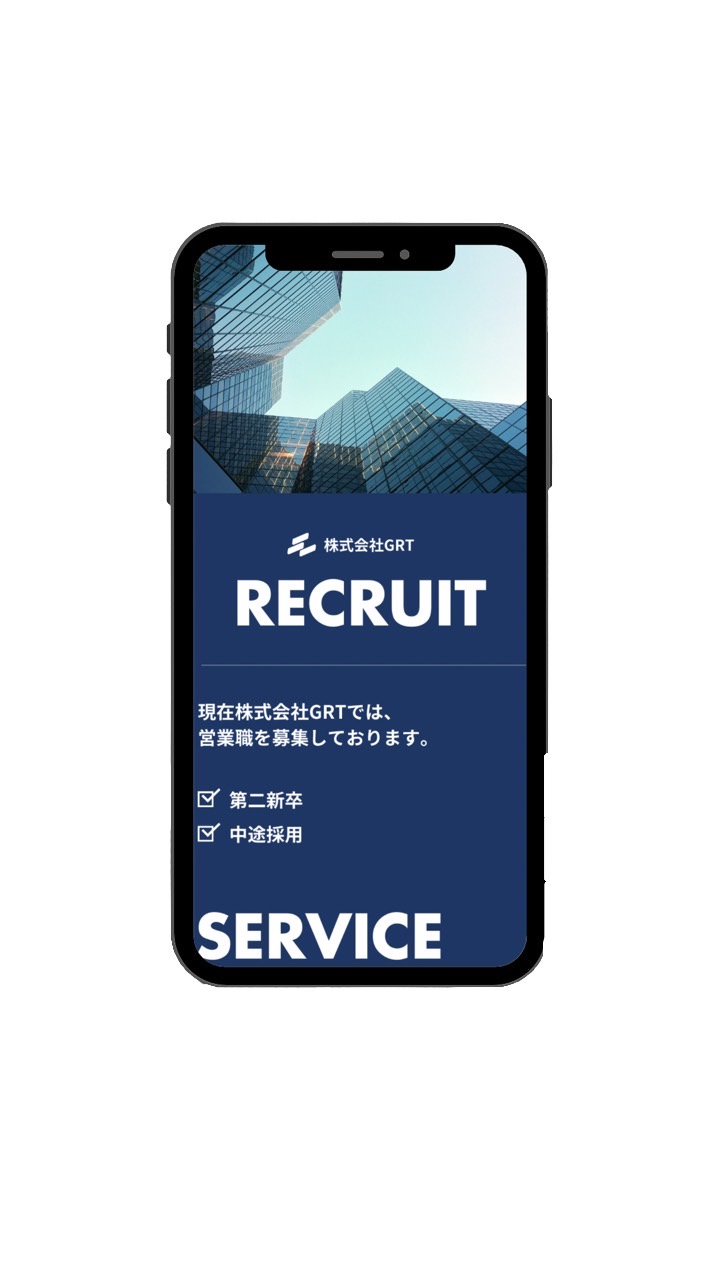 株式会社GRT
RECRUIT
現在株式会社GRTでは、
営業職を募集しております。
第二新卒
中途採用
SERVICE